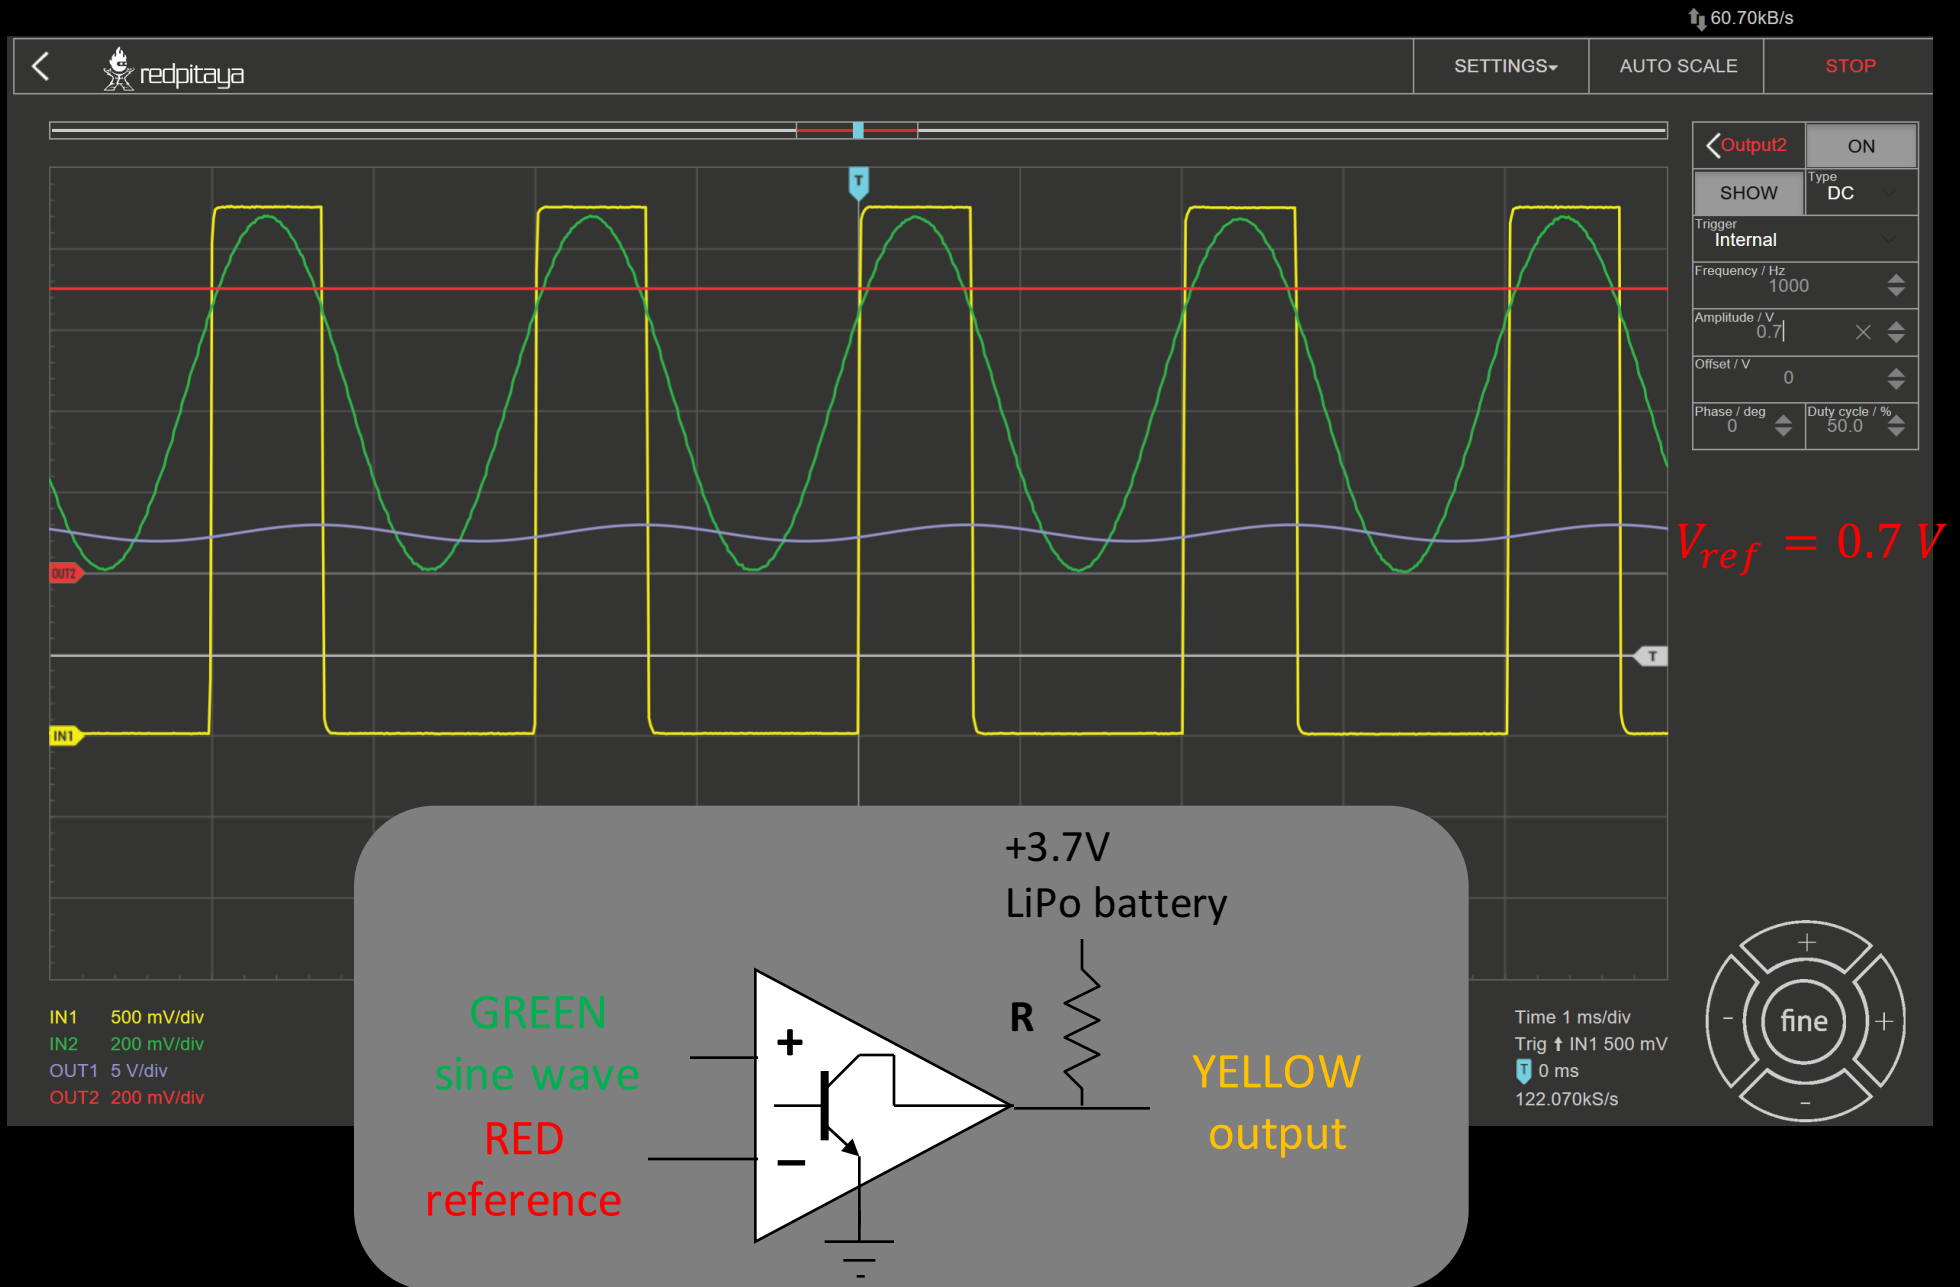 60.70kB/s
redpitaya
SETTINGS
AUTO SCALE
STOP
T
Output2
ON
SHOW
Type
DC
Trigger
Internal
Frequency / Hz
1000
Amplitude / V
0.7
Offset / V
0
Phase / deg
0
Duty cycle / %
50.0
OUT2
V_ref = 0.7 V
T
IN1
+3.7V
LiPo battery
R
GREEN
sine wave
RED
reference
+
−
YELLOW
output
IN1 500 mV/div
IN2 200 mV/div
OUT1 5 V/div
OUT2 200 mV/div
Time 1 ms/div
Trig ↑ IN1 500 mV
T 0 ms
122.070kS/s
+
- fine +
-